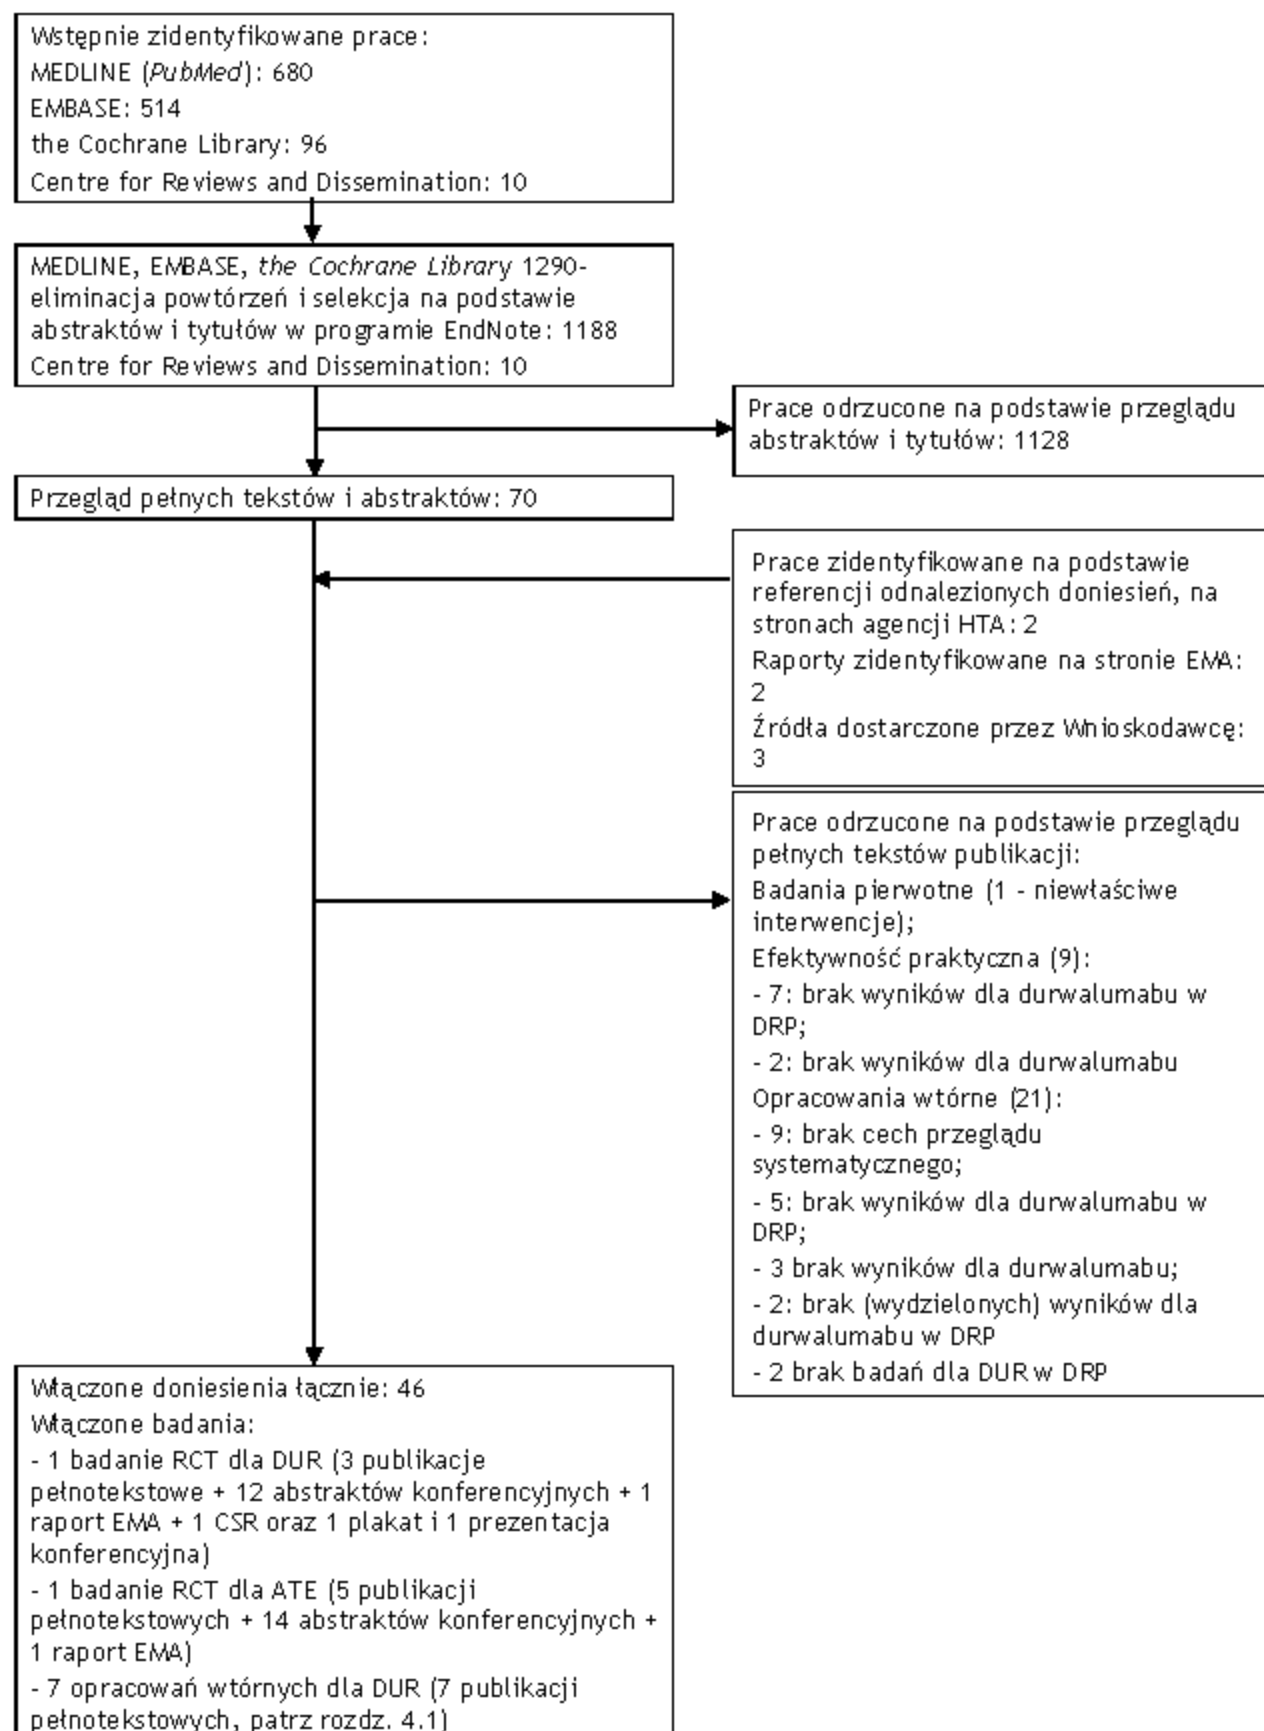 Wstępnie zidentyfikowane prace:
MEDLINE (PubMed): 680
EMBASE: 514
the Cochrane Library: 96
Centre for Reviews and Dissemination: 10
MEDLINE, EMBASE, the Cochrane Library 1290-
eliminacja powtórzeń i selekcja na podstawie
abstraktów i tytułów w programie EndNote: 1188
Centre for Reviews and Dissemination: 10
Prace odrzucone na podstawie przeglądu
abstraktów i tytułów: 1128
Przegląd pełnych tekstów i abstraktów: 70
Prace zidentyfikowane na podstawie
referencji odnalezionych doniesień, na
stronach agencji HTA: 2
Raporty zidentyfikowane na stronie EMA:
2
Źródła dostarczone przez Wnioskodawcę:
3
Prace odrzucone na podstawie przeglądu
pełnych tekstów publikacji:
Badania pierwotne (1 - niewłaściwe
interwencje);
Efektywność praktyczna (9):
- 7: brak wyników dla durwalumabu w
DRP;
- 2: brak wyników dla durwalumabu
Opracowania wtórne (21):
- 9: brak cech przeglądu
systematycznego;
- 5: brak wyników dla durwalumabu w
DRP;
- 3 brak wyników dla durwalumabu;
- 2: brak (wydzielonych) wyników dla
durwalumabu w DRP
- 2 brak badań dla DUR w DRP
Włączone doniesienia łącznie: 46
Włączone badania:
- 1 badanie RCT dla DUR (3 publikacje
pełnotekstowe + 12 abstraktów konferencyjnych + 1
raport EMA + 1 CSR oraz 1 plakat i 1 prezentacja
konferencyjna)
- 1 badanie RCT dla ATE (5 publikacji
pełnotekstowych + 14 abstraktów konferencyjnych +
1 raport EMA)
- 7 opracowań wtórnych dla DUR (7 publikacji
pełnotekstowych, patrz rozdz. 4.1)